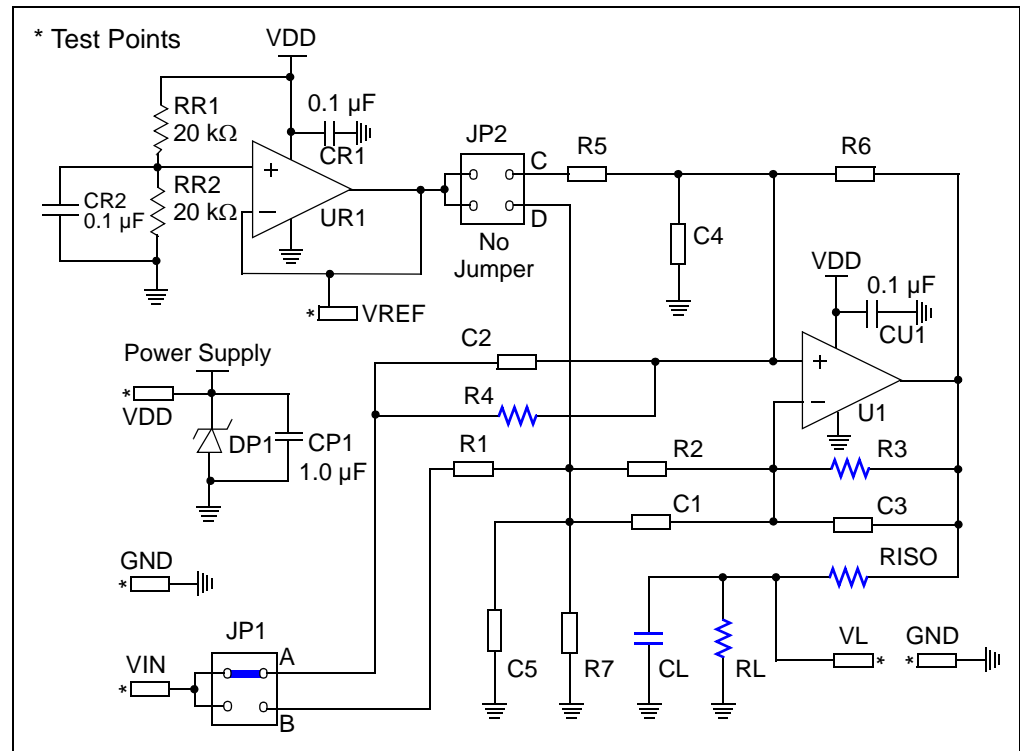 * Test Points
VDD
RR1
20 kΩ
0.1 µF
CR1
JP2
C
R5
R6
+
−
UR1
CR2
0.1 µF
RR2
20 kΩ
D
No
Jumper
C4
VDD
0.1 µF
CU1
* VREF
Power Supply
C2
+
−
U1
* VDD
R4
DP1
CP1
1.0 µF
R1
R2
R3
C1
C3
GND
*
RISO
JP1
A
VIN
*
B
C5
R7
CL
RL
VL
*
GND
*